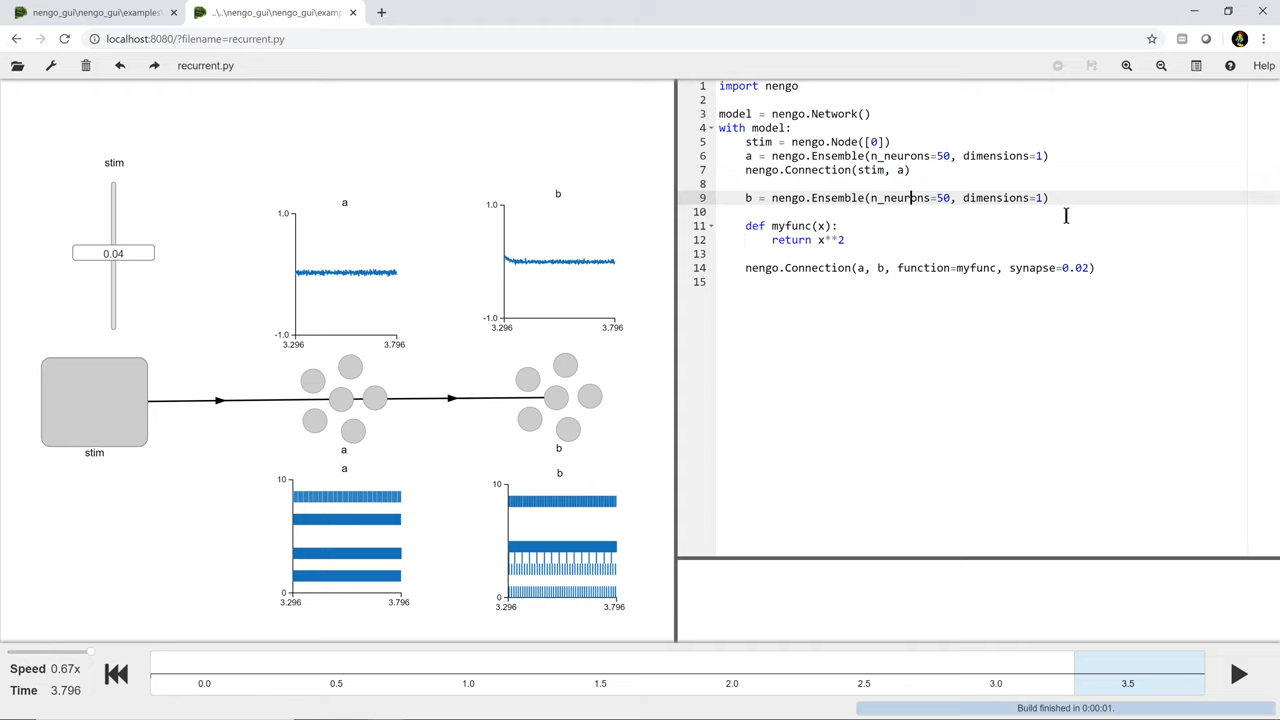 nengo_gui/nengo_gui/examples\
..\..\nengo_gui\nengo_gui\examp
localhost:8080/?filename=recurrent.py
recurrent.py
Help
stim
0.04
stim
a
1.0
-1.0
3.296
3.796
b
1.0
-1.0
3.296
3.796
a
b
a
10
0
3.296
3.796
b
10
0
3.296
3.796
1 import nengo
2
3 model = nengo.Network()
4 with model:
5 stim = nengo.Node([0])
6 a = nengo.Ensemble(n_neurons=50, dimensions=1)
7 nengo.Connection(stim, a)
8
9 b = nengo.Ensemble(n_neurons=50, dimensions=1)
10
11 def myfunc(x):
12 return x**2
13
14 nengo.Connection(a, b, function=myfunc, synapse=0.02)
15
Speed 0.67x
Time 3.796
0.0 0.5 1.0 1.5 2.0 2.5 3.0 3.5
Build finished in 0:00:01.